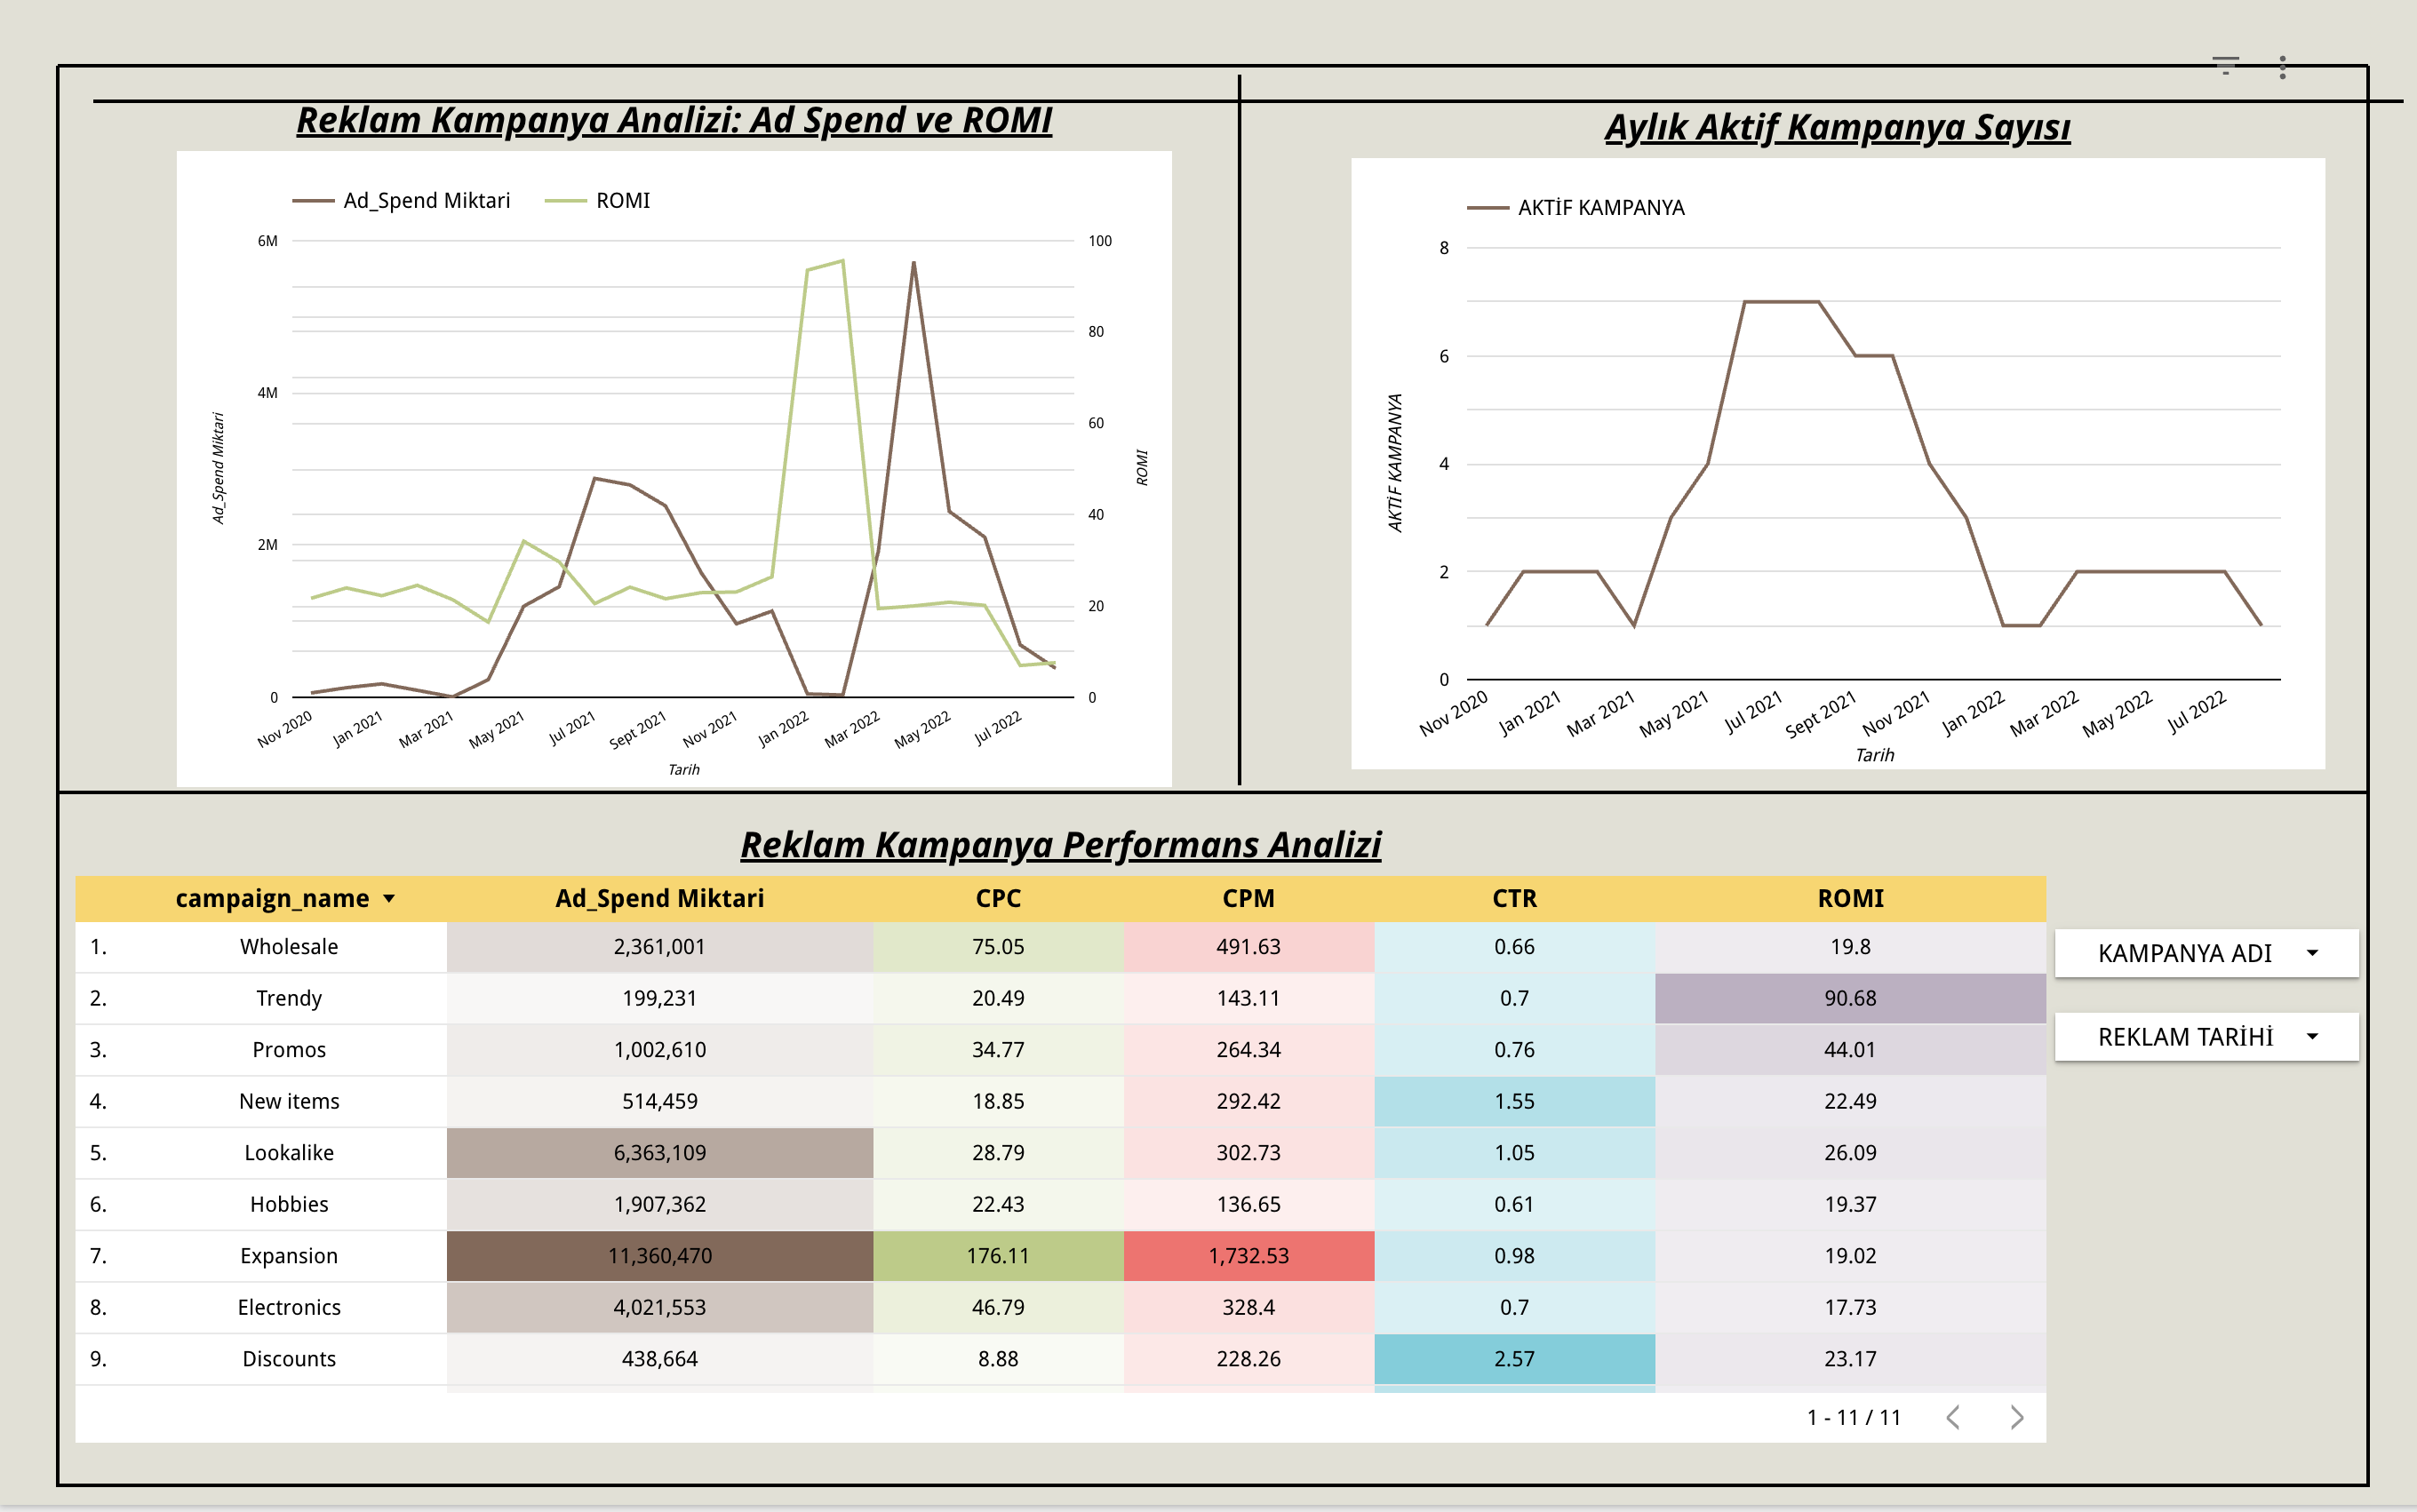 Reklam Kampanya Analizi: Ad Spend ve ROMI
Ad_Spend Miktari ROMI
6M
4M
2M
0
100
80
60
40
20
0
Ad_Spend Miktari
ROMI
Nov 2020 Jan 2021 Mar 2021 May 2021 Jul 2021 Sept 2021 Nov 2021 Jan 2022 Mar 2022 May 2022 Jul 2022
Tarih
Aylık Aktif Kampanya Sayısı
AKTİF KAMPANYA
8
6
4
2
0
AKTİF KAMPANYA
Nov 2020 Jan 2021 Mar 2021 May 2021 Jul 2021 Sept 2021 Nov 2021 Jan 2022 Mar 2022 May 2022 Jul 2022
Tarih
Reklam Kampanya Performans Analizi
campaign_name Ad_Spend Miktari CPC CPM CTR ROMI
1. Wholesale 2,361,001 75.05 491.63 0.66 19.8
2. Trendy 199,231 20.49 143.11 0.7 90.68
3. Promos 1,002,610 34.77 264.34 0.76 44.01
4. New items 514,459 18.85 292.42 1.55 22.49
5. Lookalike 6,363,109 28.79 302.73 1.05 26.09
6. Hobbies 1,907,362 22.43 136.65 0.61 19.37
7. Expansion 11,360,470 176.11 1,732.53 0.98 19.02
8. Electronics 4,021,553 46.79 328.4 0.7 17.73
9. Discounts 438,664 8.88 228.26 2.57 23.17
1 - 11 / 11
KAMPANYA ADI
REKLAM TARİHİ